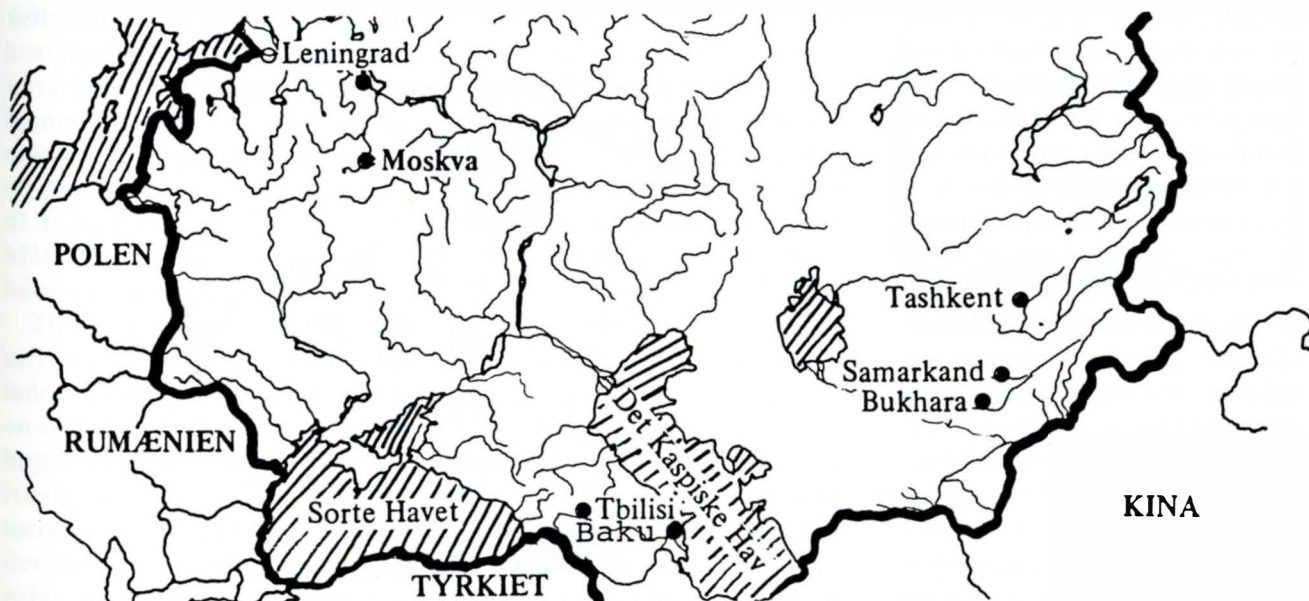 Leningrad
Moskva
POLEN
Tashkent
Samarkand
Bukhara
RUMÆNIEN
Det Kaspiske Hav
Sorte Havet
Tbilisi
Baku
KINA
TYRKIET